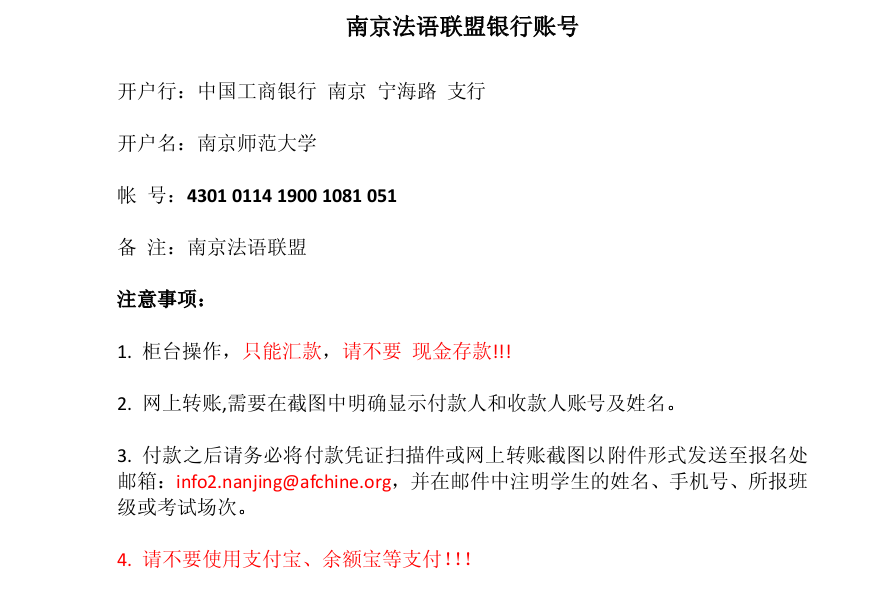 南京法语联盟银行账号
开户行：中国工商银行 南京 宁海路 支行
开户名：南京师范大学
帐 号：4301 0114 1900 1081 051
备 注：南京法语联盟
注意事项：
1. 柜台操作，只能汇款，请不要 现金存款!!!
2. 网上转账,需要在截图中明确显示付款人和收款人账号及姓名。
3. 付款之后请务必将付款凭证扫描件或网上转账截图以附件形式发送至报名处
邮箱：info2.nanjing@afchine.org，并在邮件中注明学生的姓名、手机号、所报班
级或考试场次。
4. 请不要使用支付宝、余额宝等支付!!!